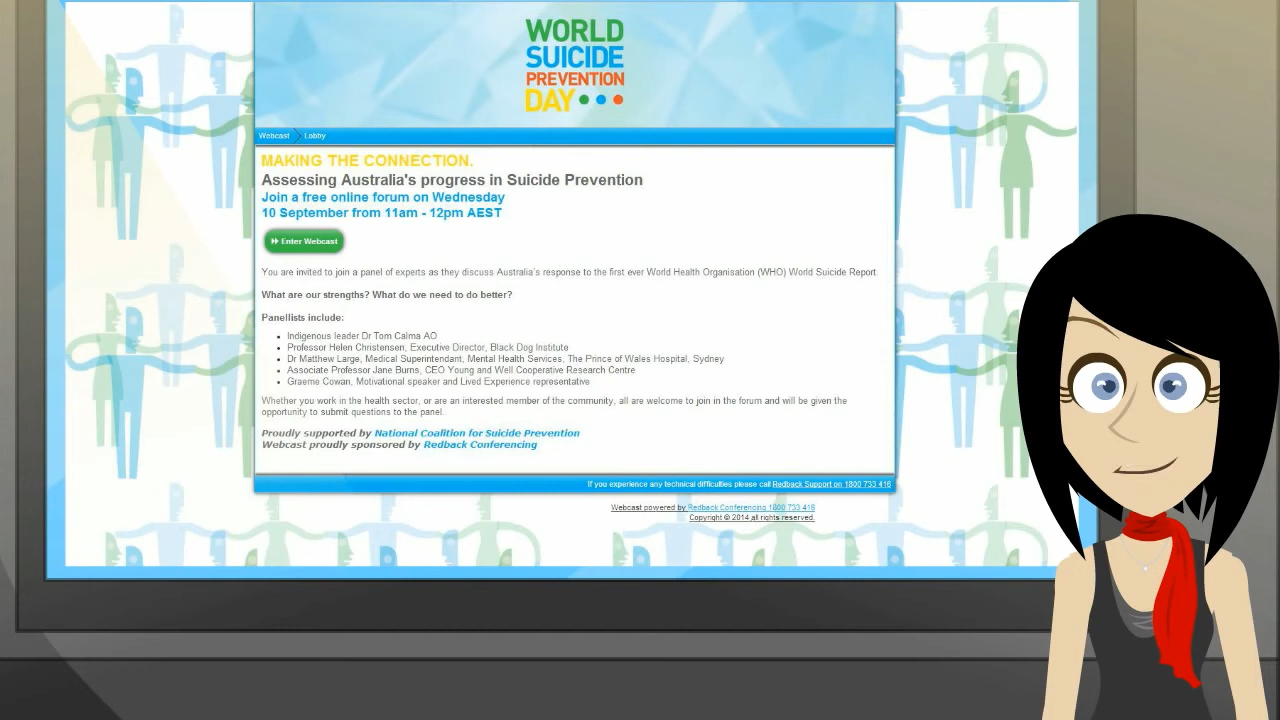 WORLD
SUICIDE
PREVENTION
DAY
Webcast Lobby
MAKING THE CONNECTION.
Assessing Australia's progress in Suicide Prevention
Join a free online forum on Wednesday
10 September from 11am - 12pm AEST
Enter Webcast
You are invited to join a panel of experts as they discuss Australia's response to the first ever World Health Organisation (WHO) World Suicide Report.
What are our strengths? What do we need to do better?
Panellists include:
Indigenous leader Dr Tom Calma AO
Professor Helen Christensen, Executive Director, Black Dog Institute
Dr Matthew Large, Medical Superintendant, Mental Health Services, The Prince of Wales Hospital, Sydney
Associate Professor Jane Burns, CEO Young and Well Cooperative Research Centre
Graeme Cowan, Motivational speaker and Lived Experience representative
Whether you work in the health sector, or are an interested member of the community, all are welcome to join in the forum and will be given the
opportunity to submit questions to the panel.
Proudly supported by National Coalition for Suicide Prevention
Webcast proudly sponsored by Redback Conferencing
If you experience any technical difficulties please call Redback Support on 1800 733 416
Webcast powered by Redback Conferencing 1800 733 416
Copyright © 2014 all rights reserved.